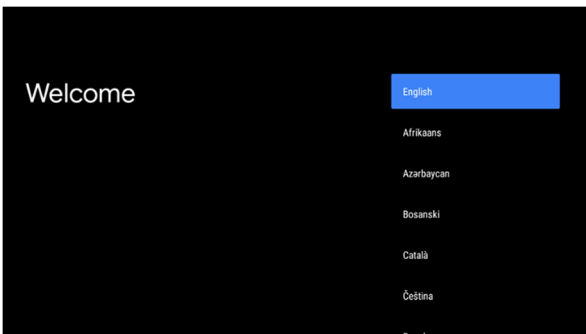 Welcome
English
Afrikaans
Azərbaycan
Bosanski
Català
Čeština